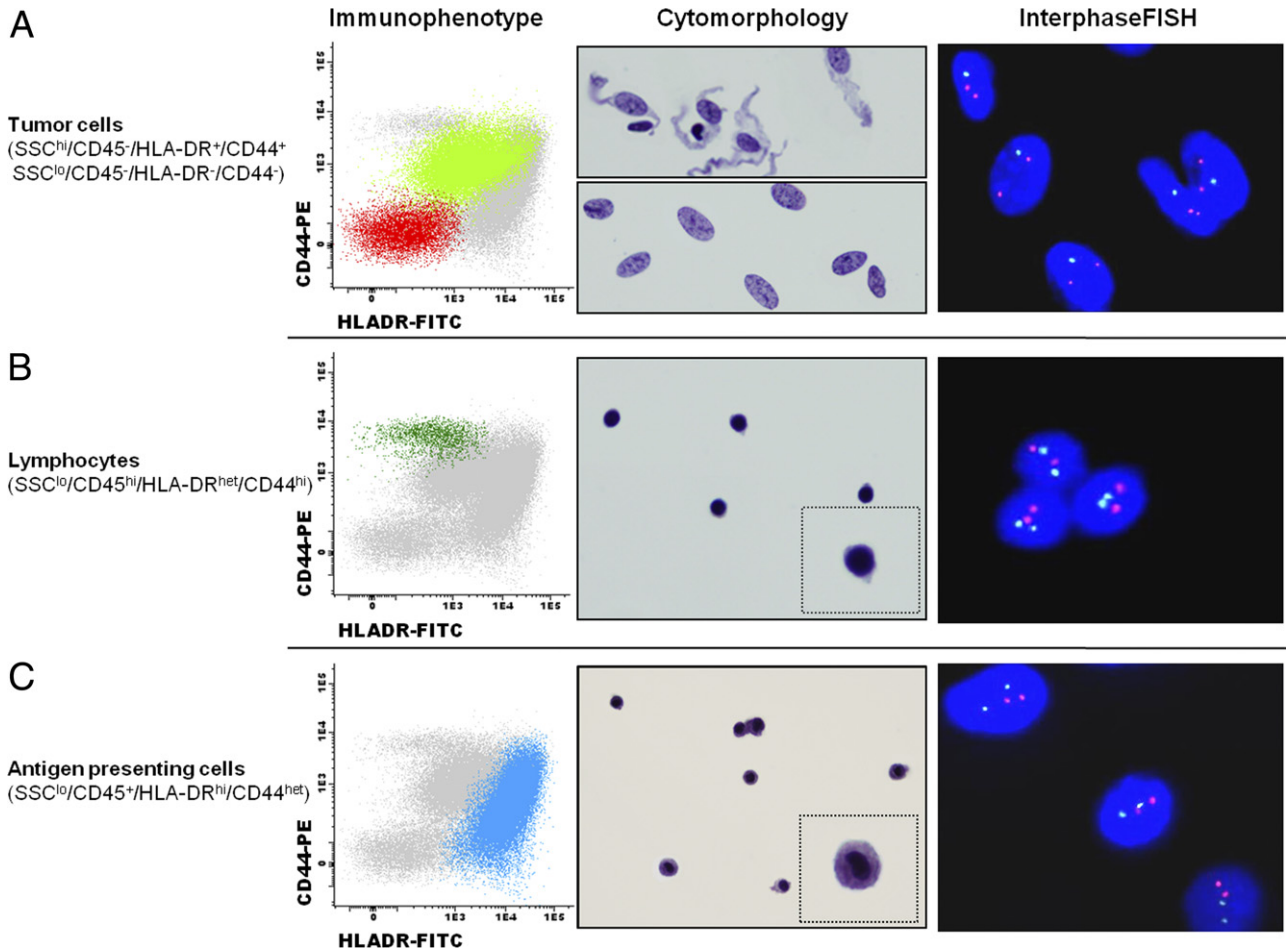 A
Immunophenotype
Cytomorphology
InterphaseFISH
Tumor cells
(SSChi/CD45-/HLA-DR+/CD44+
SSClo/CD45-/HLA-DR-/CD44-)
CD44-PE
1E5
1E4
1E3
0
0 1E3 1E4 1E5
HLADR-FITC
B
Lymphocytes
(SSClo/CD45hi/HLA-DRhet/CD44hi)
CD44-PE
1E5
1E4
1E3
0
0 1E3 1E4 1E5
HLADR-FITC
C
Antigen presenting cells
(SSClo/CD45+/HLA-DRhi/CD44het)
CD44-PE
1E5
1E4
1E3
0
0 1E3 1E4 1E5
HLADR-FITC